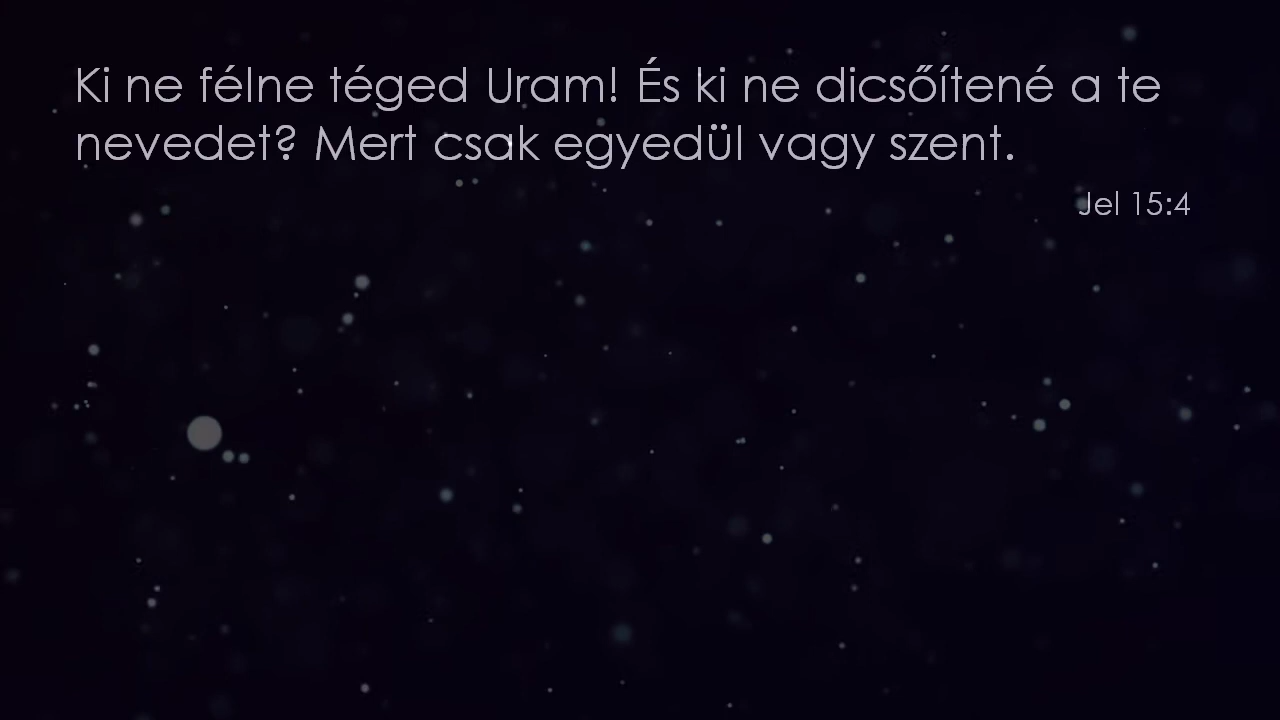 Ki ne félne téged Uram! És ki ne dicsőítené a te
nevedet? Mert csak egyedül vagy szent.
Jel 15:4